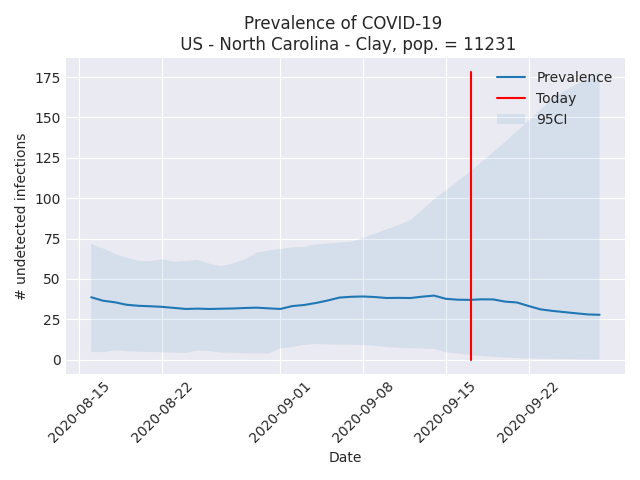 Prevalence of COVID-19
US - North Carolina - Clay, pop. = 11231
175
150
125
100
75
50
25
0
# undetected infections
Prevalence
Today
95CI
2020-08-15
2020-08-22
2020-09-01
2020-09-08
2020-09-15
2020-09-22
Date